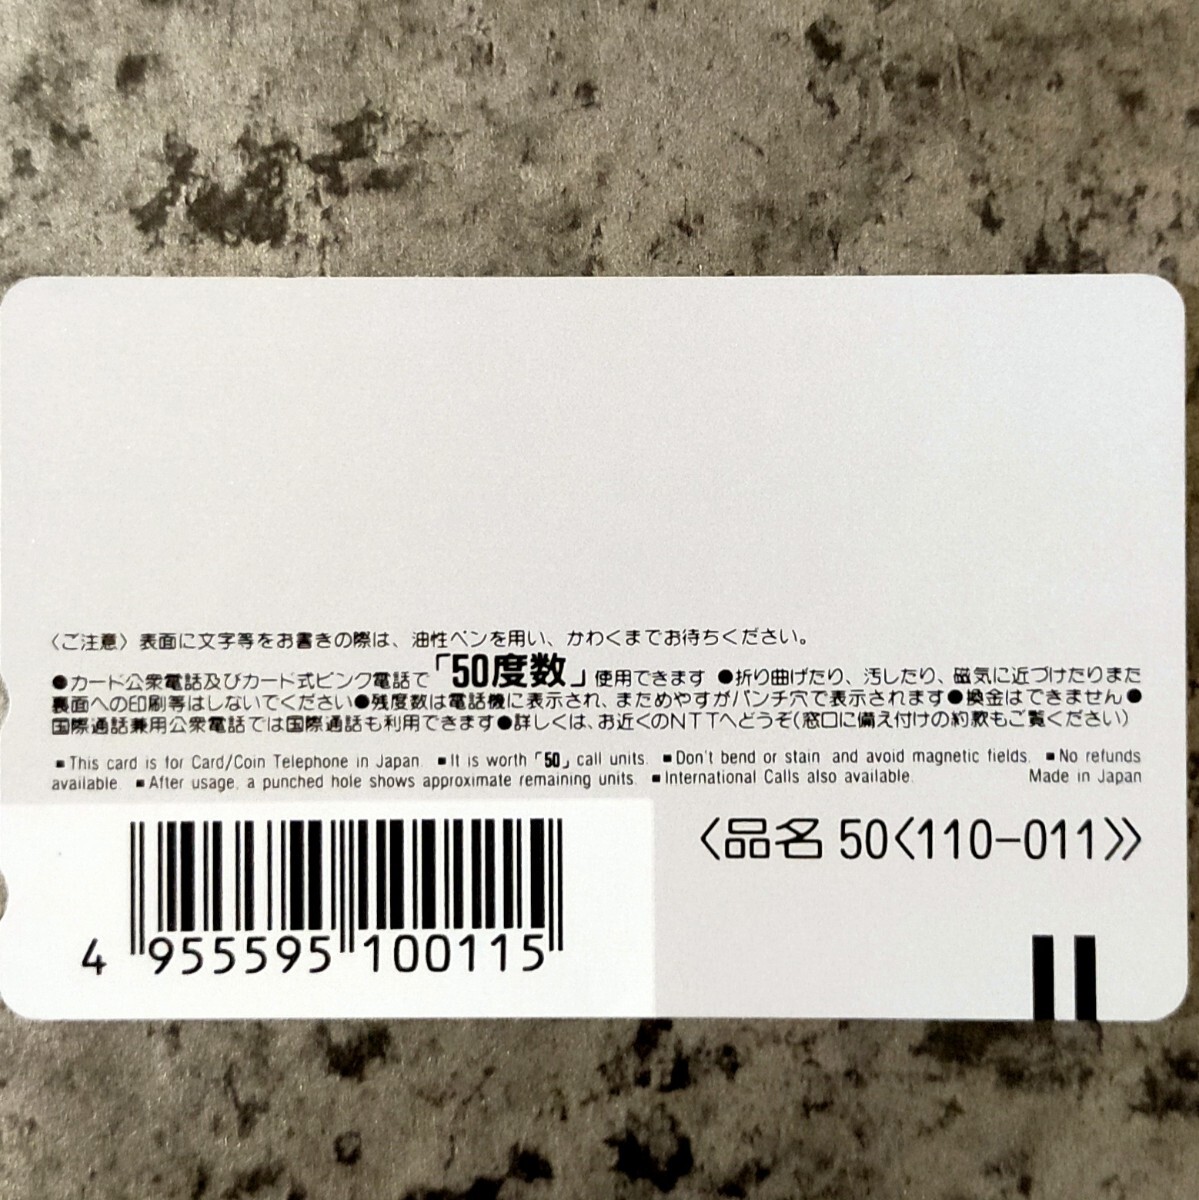 〈ご注意〉表面に文字等をお書きの際は、油性ペンを用い、かわくまでお待ちください。
●カード公衆電話及びカード式ピンク電話で「50度数」使用できます ●折り曲げたり、汚したり、磁気に近づけたりまた
裏面への印刷等はしないでください●残度数は電話機に表示され、まためやすがパンチ穴で表示されます●換金はできません●
国際通話兼用公衆電話では国際通話も利用できます●詳しくは、お近くのNTTへどうぞ(窓口に備え付けの約款もご覧ください)
■This card is for Card/Coin Telephone in Japan. ■It is worth「50」call units. ■Don't bend or stain and avoid magnetic fields. ■No refunds
available. ■After usage, a punched hole shows approximate remaining units. ■International Calls also available. Made in Japan
〈品名 50〈110-011〉〉
4 955595 100115